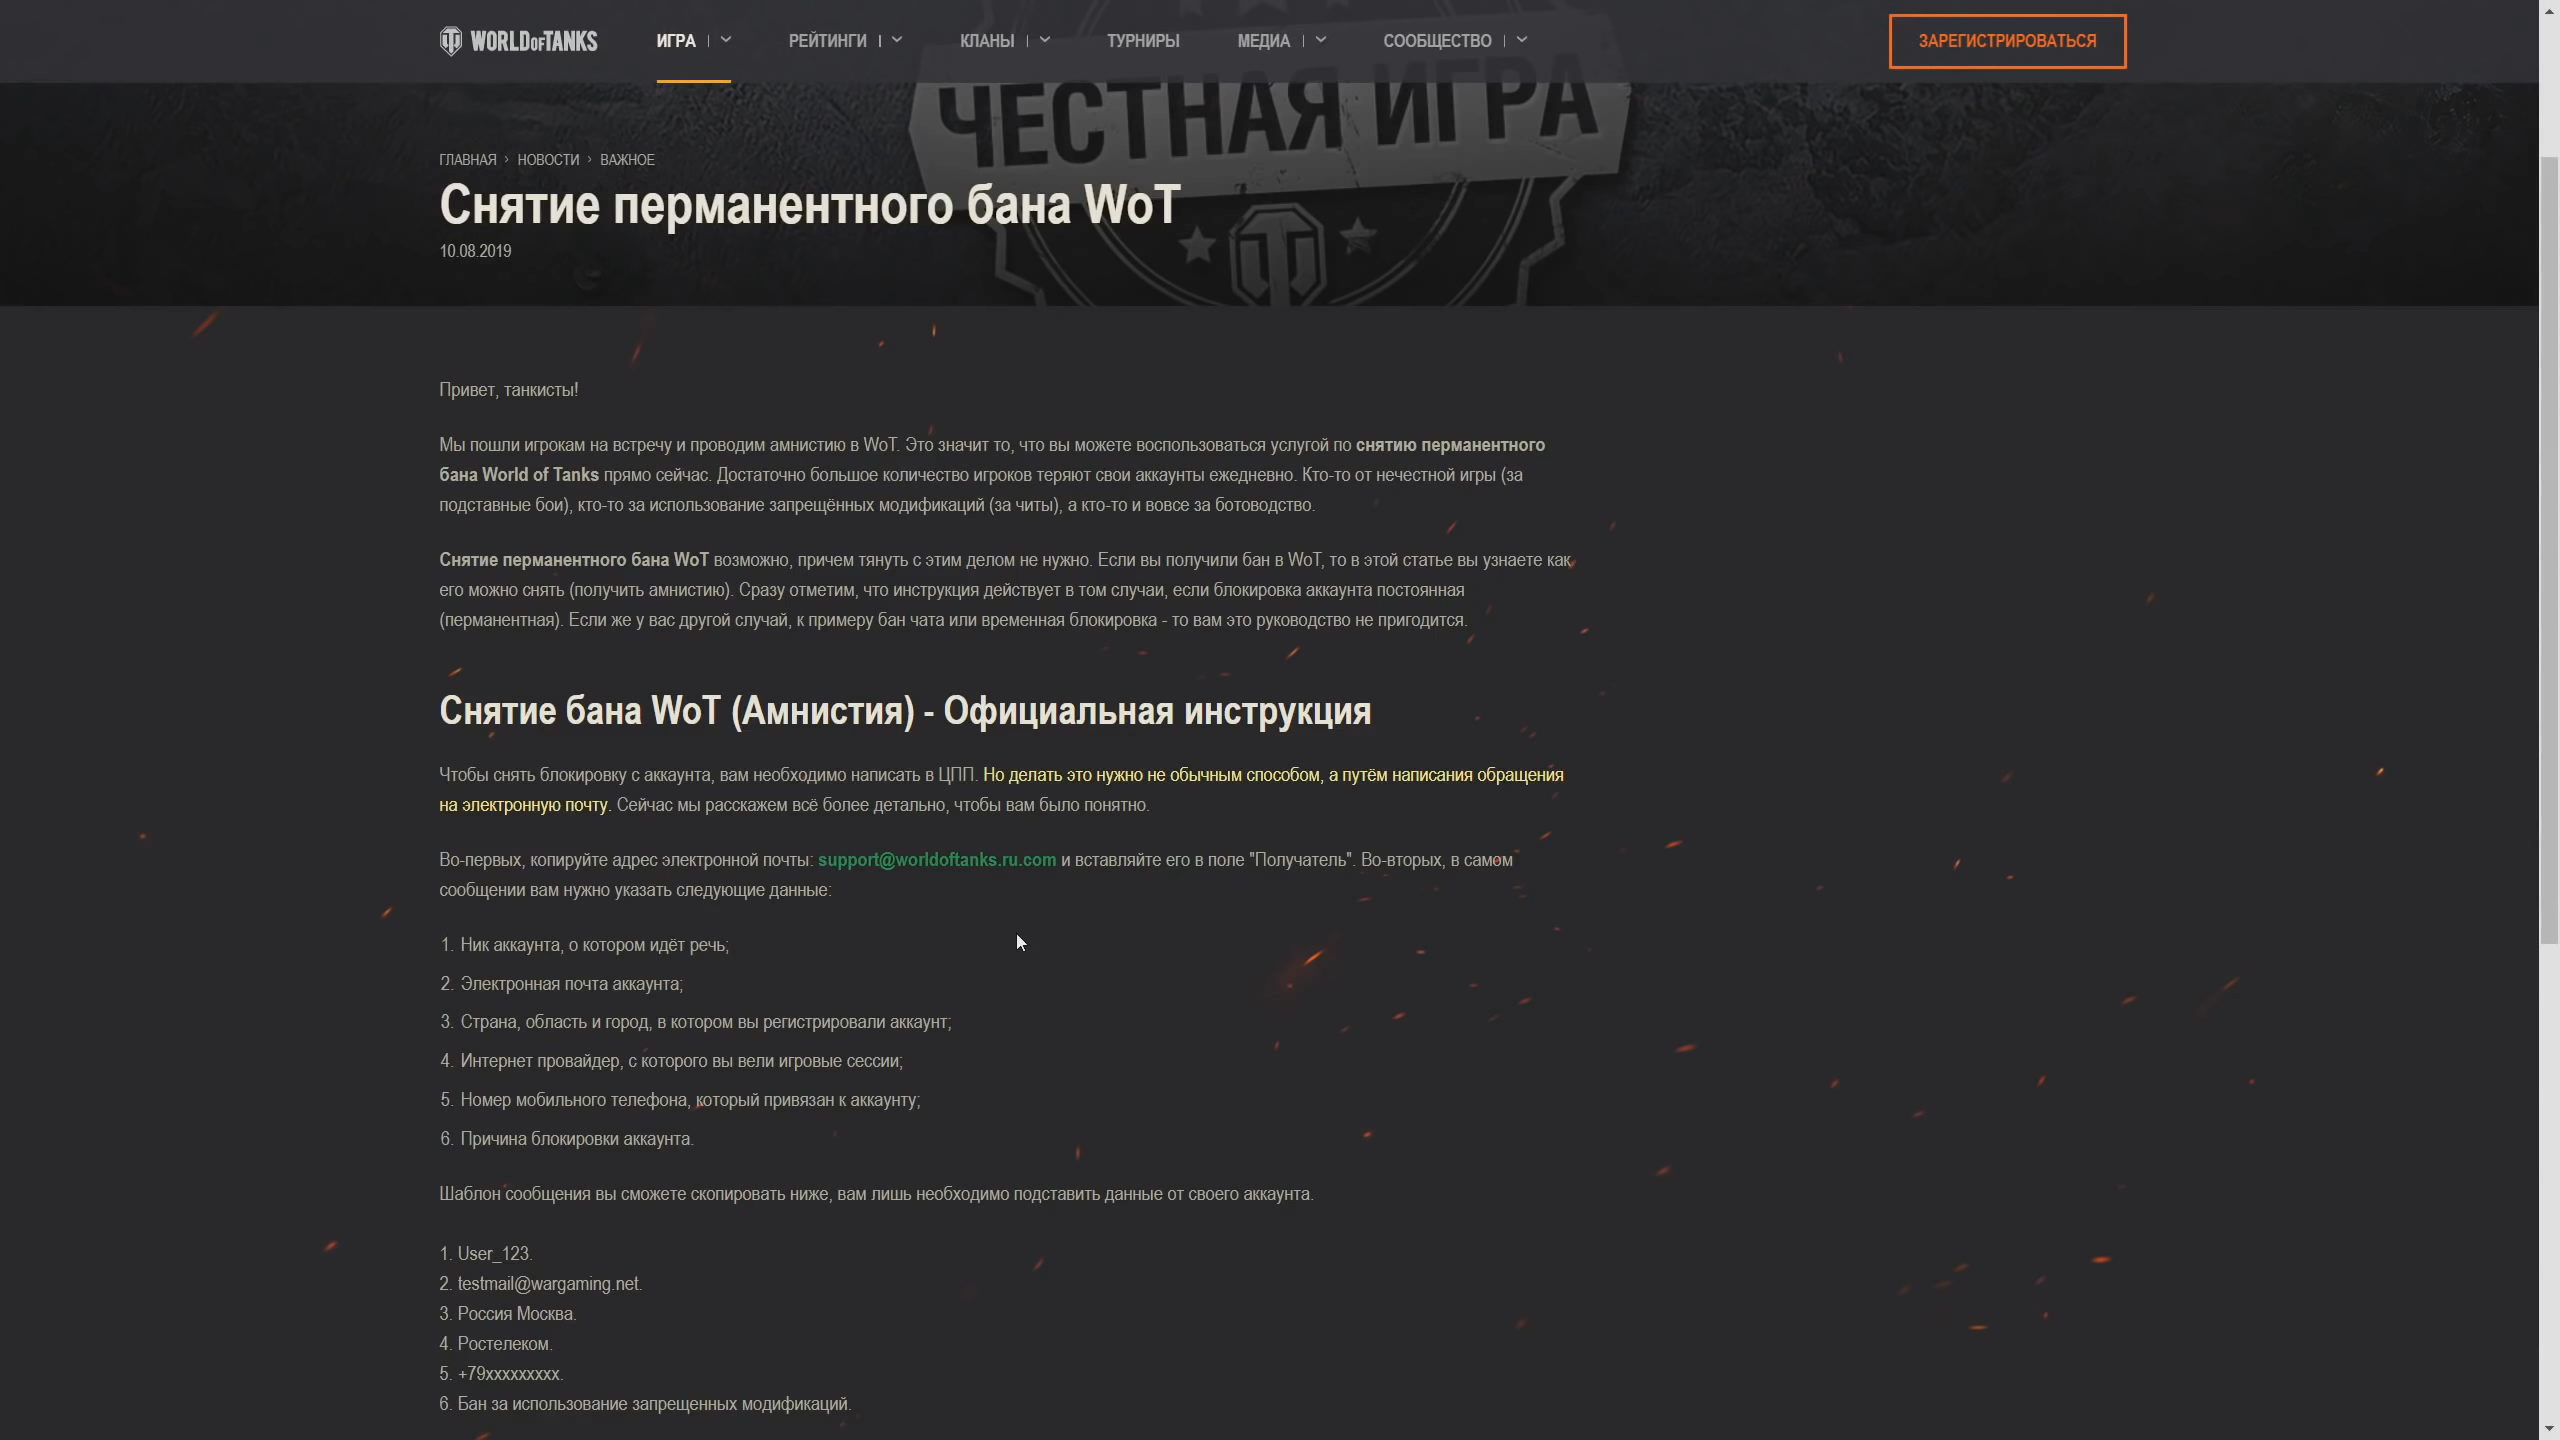 WORLD OF TANKS
ИГРА
РЕЙТИНГИ
КЛАНЫ
ТУРНИРЫ
МЕДИА
СООБЩЕСТВО
ЗАРЕГИСТРИРОВАТЬСЯ
ЧЕСТНАЯ ИГРА
ГЛАВНАЯ › НОВОСТИ › ВАЖНОЕ
Снятие перманентного бана WoT
10.08.2019
Привет, танкисты!
Мы пошли игрокам на встречу и проводим амнистию в WoT. Это значит то, что вы можете воспользоваться услугой по снятию перманентного
бана World of Tanks прямо сейчас. Достаточно большое количество игроков теряют свои аккаунты ежедневно. Кто-то от нечестной игры (за
подставные бои), кто-то за использование запрещённых модификаций (за читы), а кто-то и вовсе за ботоводство.
Снятие перманентного бана WoT возможно, причем тянуть с этим делом не нужно. Если вы получили бан в WoT, то в этой статье вы узнаете как
его можно снять (получить амнистию). Сразу отметим, что инструкция действует в том случаи, если блокировка аккаунта постоянная
(перманентная). Если же у вас другой случай, к примеру бан чата или временная блокировка - то вам это руководство не пригодится.
Снятие бана WoT (Амнистия) - Официальная инструкция
Чтобы снять блокировку с аккаунта, вам необходимо написать в ЦПП. Но делать это нужно не обычным способом, а путём написания обращения
на электронную почту. Сейчас мы расскажем всё более детально, чтобы вам было понятно.
Во-первых, копируйте адрес электронной почты: support@worldoftanks.ru.com и вставляйте его в поле "Получатель". Во-вторых, в самом
сообщении вам нужно указать следующие данные:
1. Ник аккаунта, о котором идёт речь;
2. Электронная почта аккаунта;
3. Страна, область и город, в котором вы регистрировали аккаунт;
4. Интернет провайдер, с которого вы вели игровые сессии;
5. Номер мобильного телефона, который привязан к аккаунту;
6. Причина блокировки аккаунта.
Шаблон сообщения вы сможете скопировать ниже, вам лишь необходимо подставить данные от своего аккаунта.
1. User_123.
2. testmail@wargaming.net.
3. Россия Москва.
4. Ростелеком.
5. +79xxxxxxxxx.
6. Бан за использование запрещенных модификаций.